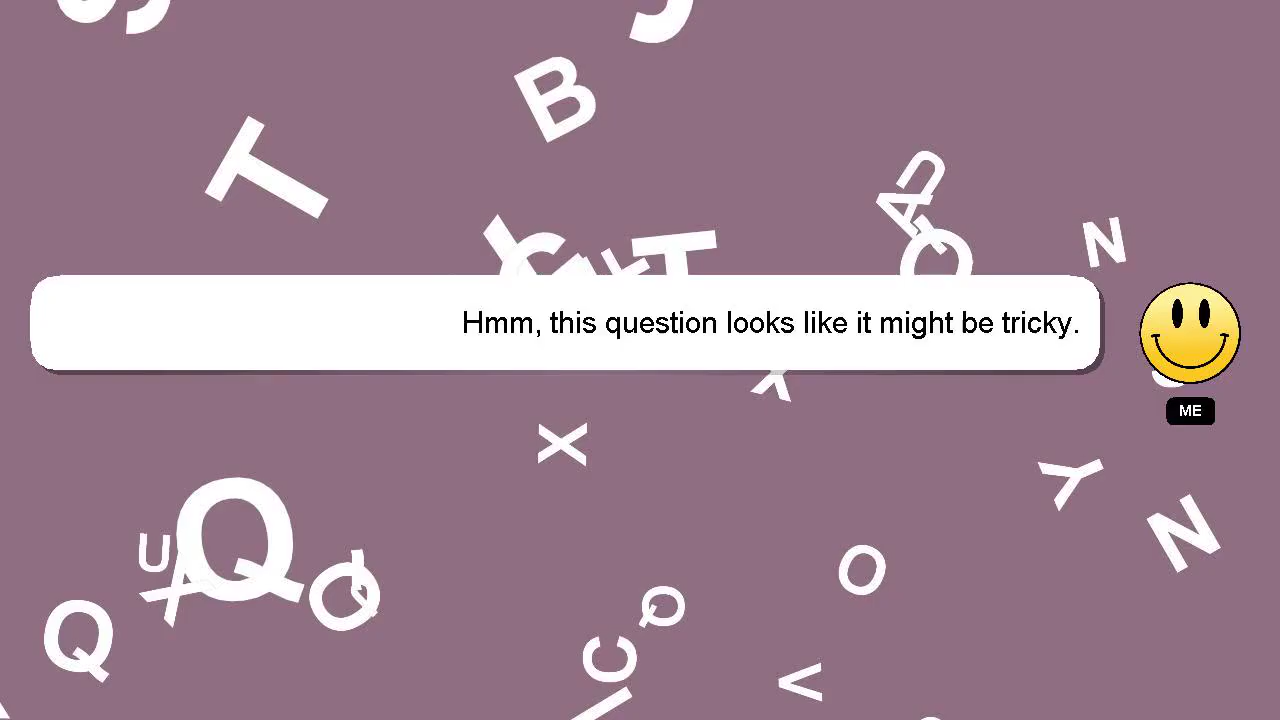 Hmm, this question looks like it might be tricky.
ME
T
B
U
A
N
T
X
Y
N
Q
U
X
Q
Q
O
Q
C
V